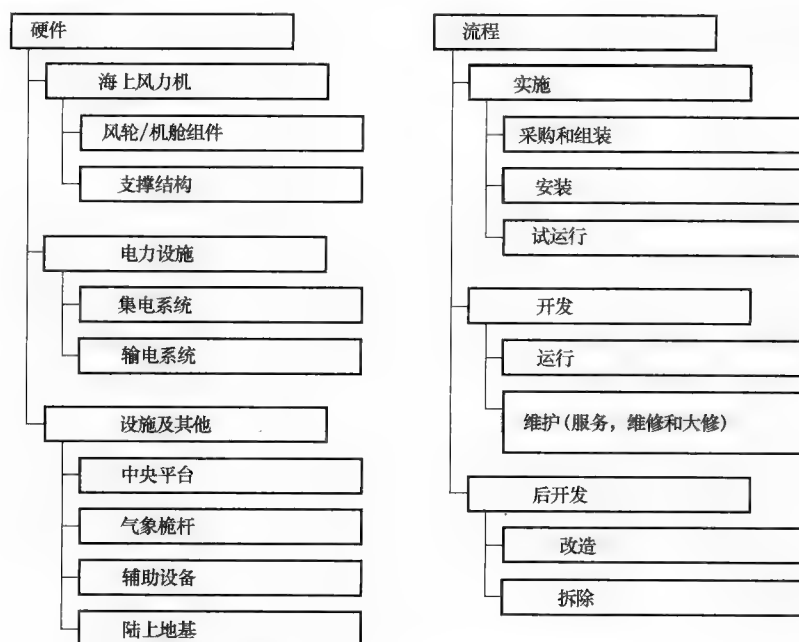 硬件
海上风力机
风轮/机舱组件
支撑结构
电力设施
集电系统
输电系统
设施及其他
中央平台
气象桅杆
辅助设备
陆上地基
流程
实施
采购和组装
安装
试运行
开发
运行
维护(服务,维修和大修)
后开发
改造
拆除